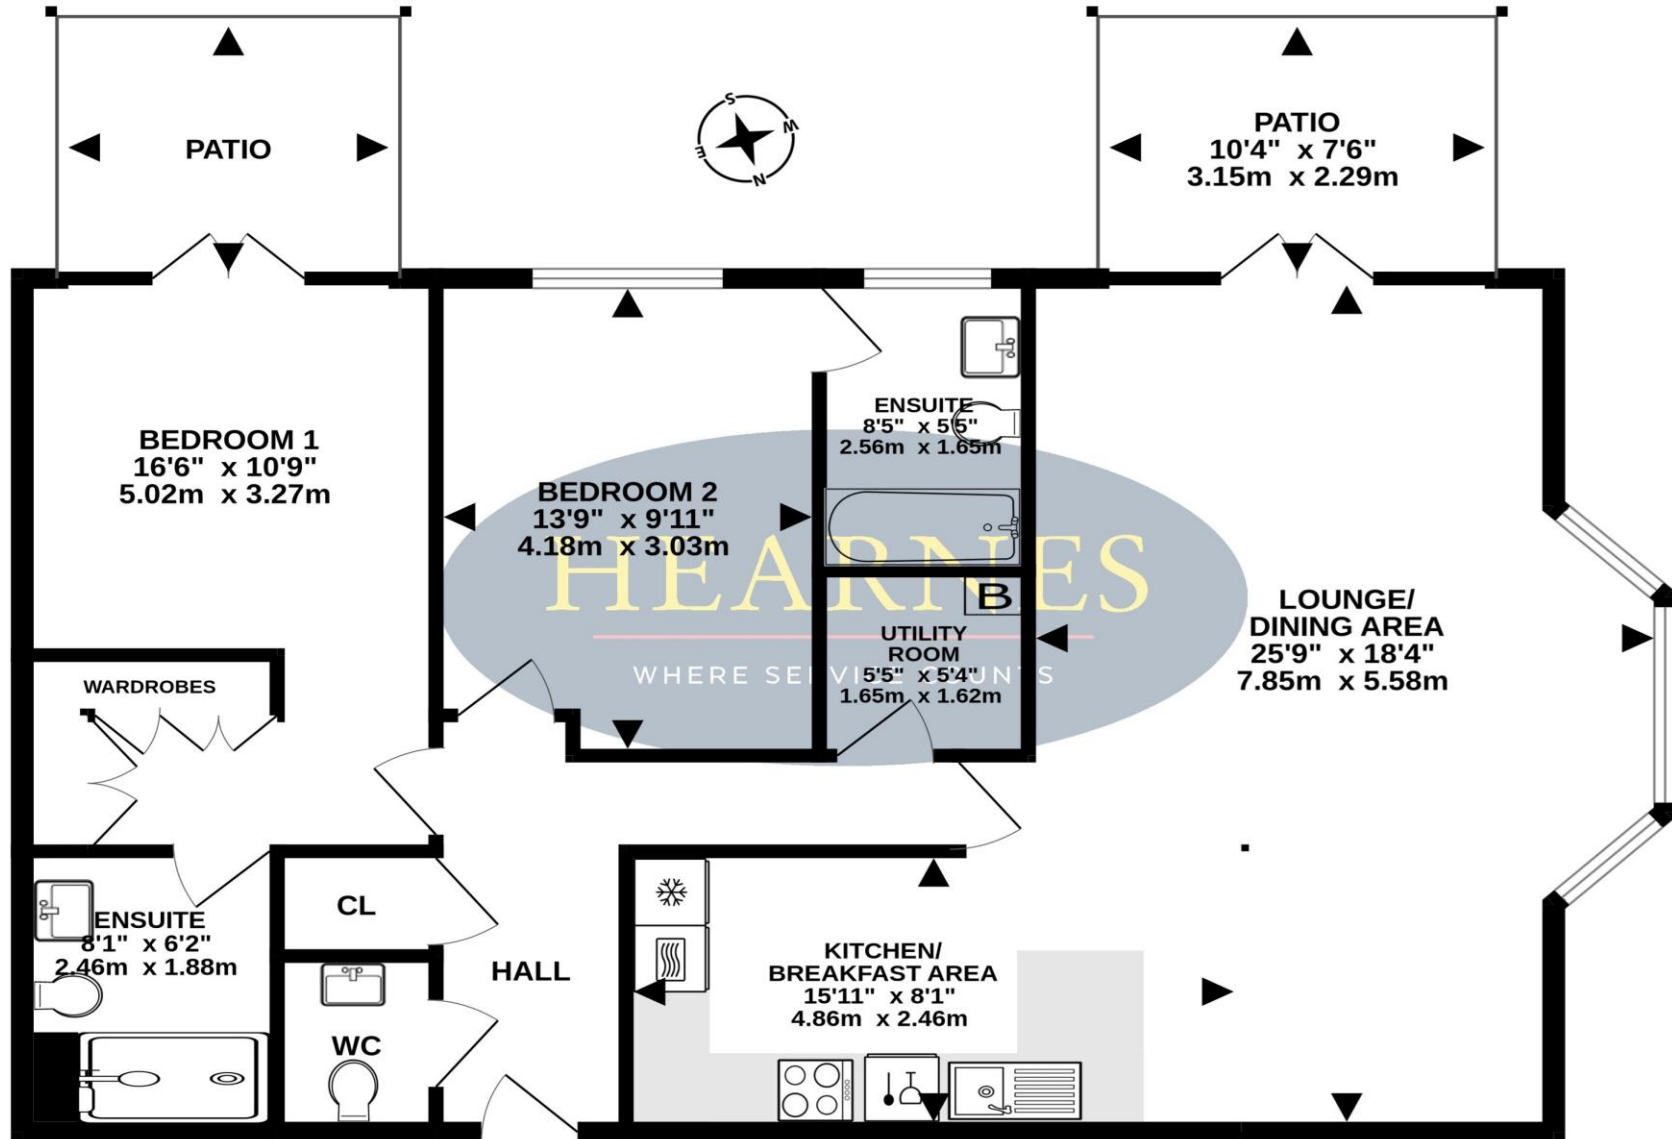 PATIO
S
W
E
N
PATIO
10'4" x 7'6"
3.15m x 2.29m
BEDROOM 1
16'6" x 10'9"
5.02m x 3.27m
BEDROOM 2
13'9" x 9'11"
4.18m x 3.03m
ENSUITE
8'5" x 5'5"
2.56m x 1.65m
HEARNES
WHERE SERVICE COUNTS
B
UTILITY
ROOM
5'5" x 5'4"
1.65m x 1.62m
LOUNGE/
DINING AREA
25'9" x 18'4"
7.85m x 5.58m
WARDROBES
ENSUITE
8'1" x 6'2"
2.46m x 1.88m
CL
HALL
WC
KITCHEN/
BREAKFAST AREA
15'11" x 8'1"
4.86m x 2.46m